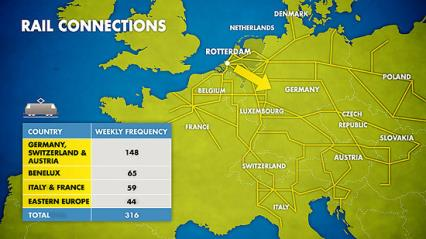 RAIL CONNECTIONS
DENMARK
NETHERLANDS
ROTTERDAM
POLAND
BELGIUM
GERMANY
LUXEMBOURG
CZECH
REPUBLIC
FRANCE
SLOVAKIA
AUSTRIA
SWITZERLAND
ITALY
COUNTRY WEEKLY FREQUENCY
GERMANY,
SWITZERLAND & 148
AUSTRIA
BENELUX 65
ITALY & FRANCE 59
EASTERN EUROPE 44
TOTAL 316